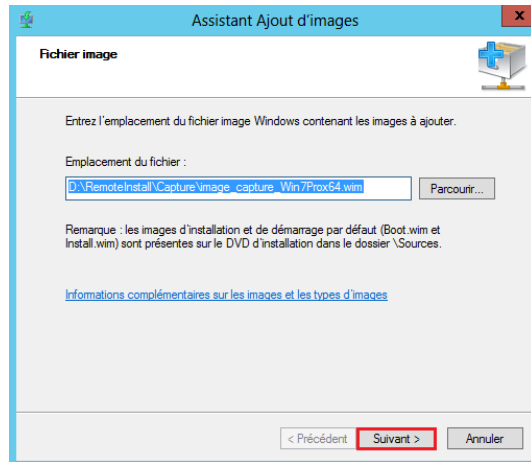 Assistant Ajout d'images
x
Fichier image
Entrez l'emplacement du fichier image Windows contenant les images à ajouter.
Emplacement du fichier :
D:\RemoteInstall\Capture\image_capture_Win7Prox64.wim
Parcourir...
Remarque : les images d'installation et de démarrage par défaut (Boot.wim et
Install.wim) sont présentes sur le DVD d'installation dans le dossier \Sources.
Informations complémentaires sur les images et les types d'images
< Précédent Suivant > Annuler